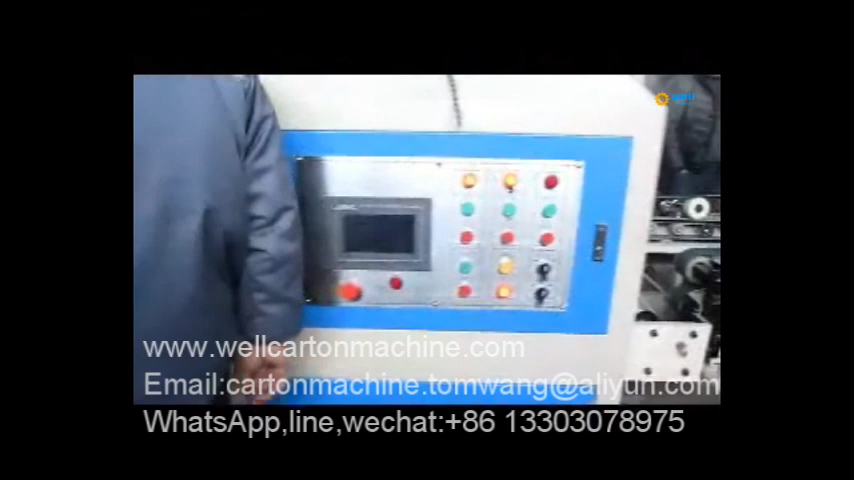 www.wellcartonmachine.com
Email:cartonmachine.tomwang@aliyun.com
WhatsApp,line,wechat:+86 13303078975